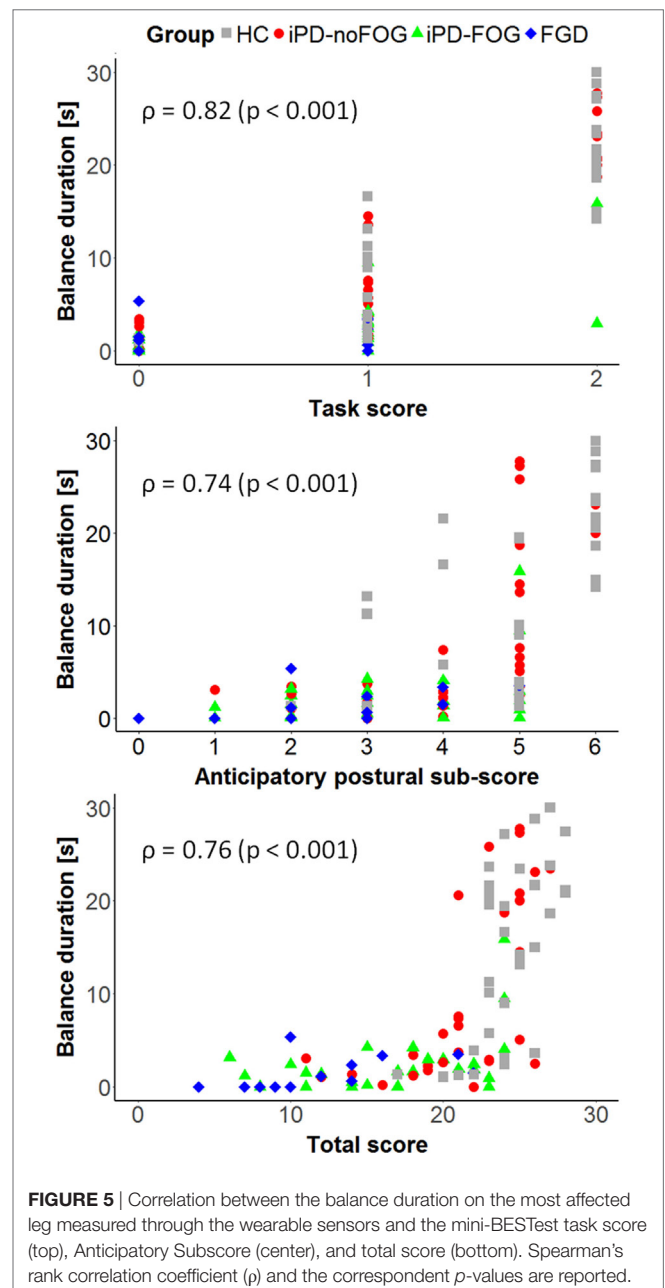 Group HC iPD-noFOG iPD-FOG FGD
30
20
10
0
Balance duration [s]
ρ = 0.82 (p < 0.001)
0 1 2
Task score
30
20
10
0
Balance duration [s]
ρ = 0.74 (p < 0.001)
0 1 2 3 4 5 6
Anticipatory postural sub-score
30
20
10
0
Balance duration [s]
ρ = 0.76 (p < 0.001)
0 10 20 30
Total score
FIGURE 5 | Correlation between the balance duration on the most affected
leg measured through the wearable sensors and the mini-BESTest task score
(top), Anticipatory Subscore (center), and total score (bottom). Spearman's
rank correlation coefficient (ρ) and the correspondent p-values are reported.